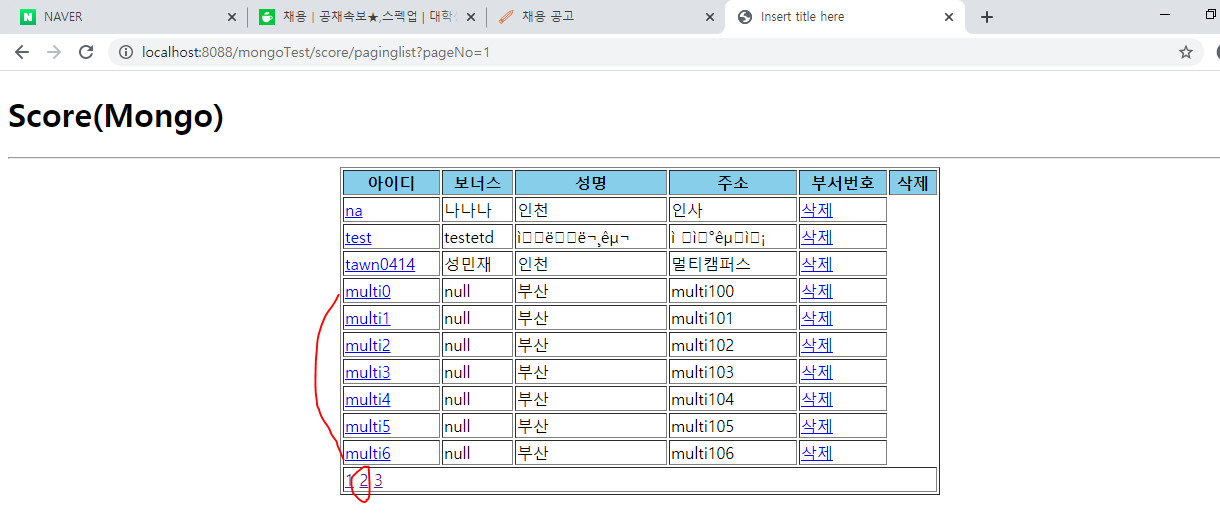 NAVER
채용 | 공채속보★,스펙업 | 대학
채용 공고
Insert title here
localhost:8088/mongoTest/score/paginglist?pageNo=1
Score(Mongo)
아이디 보너스 성명 주소 부서번호 삭제
na 나나나 인천 인사 삭제
test testetd 삭제
tawn0414 성민재 인천 멀티캠퍼스 삭제
multi0 null 부산 multi100 삭제
multi1 null 부산 multi101 삭제
multi2 null 부산 multi102 삭제
multi3 null 부산 multi103 삭제
multi4 null 부산 multi104 삭제
multi5 null 부산 multi105 삭제
multi6 null 부산 multi106 삭제
1 2 3